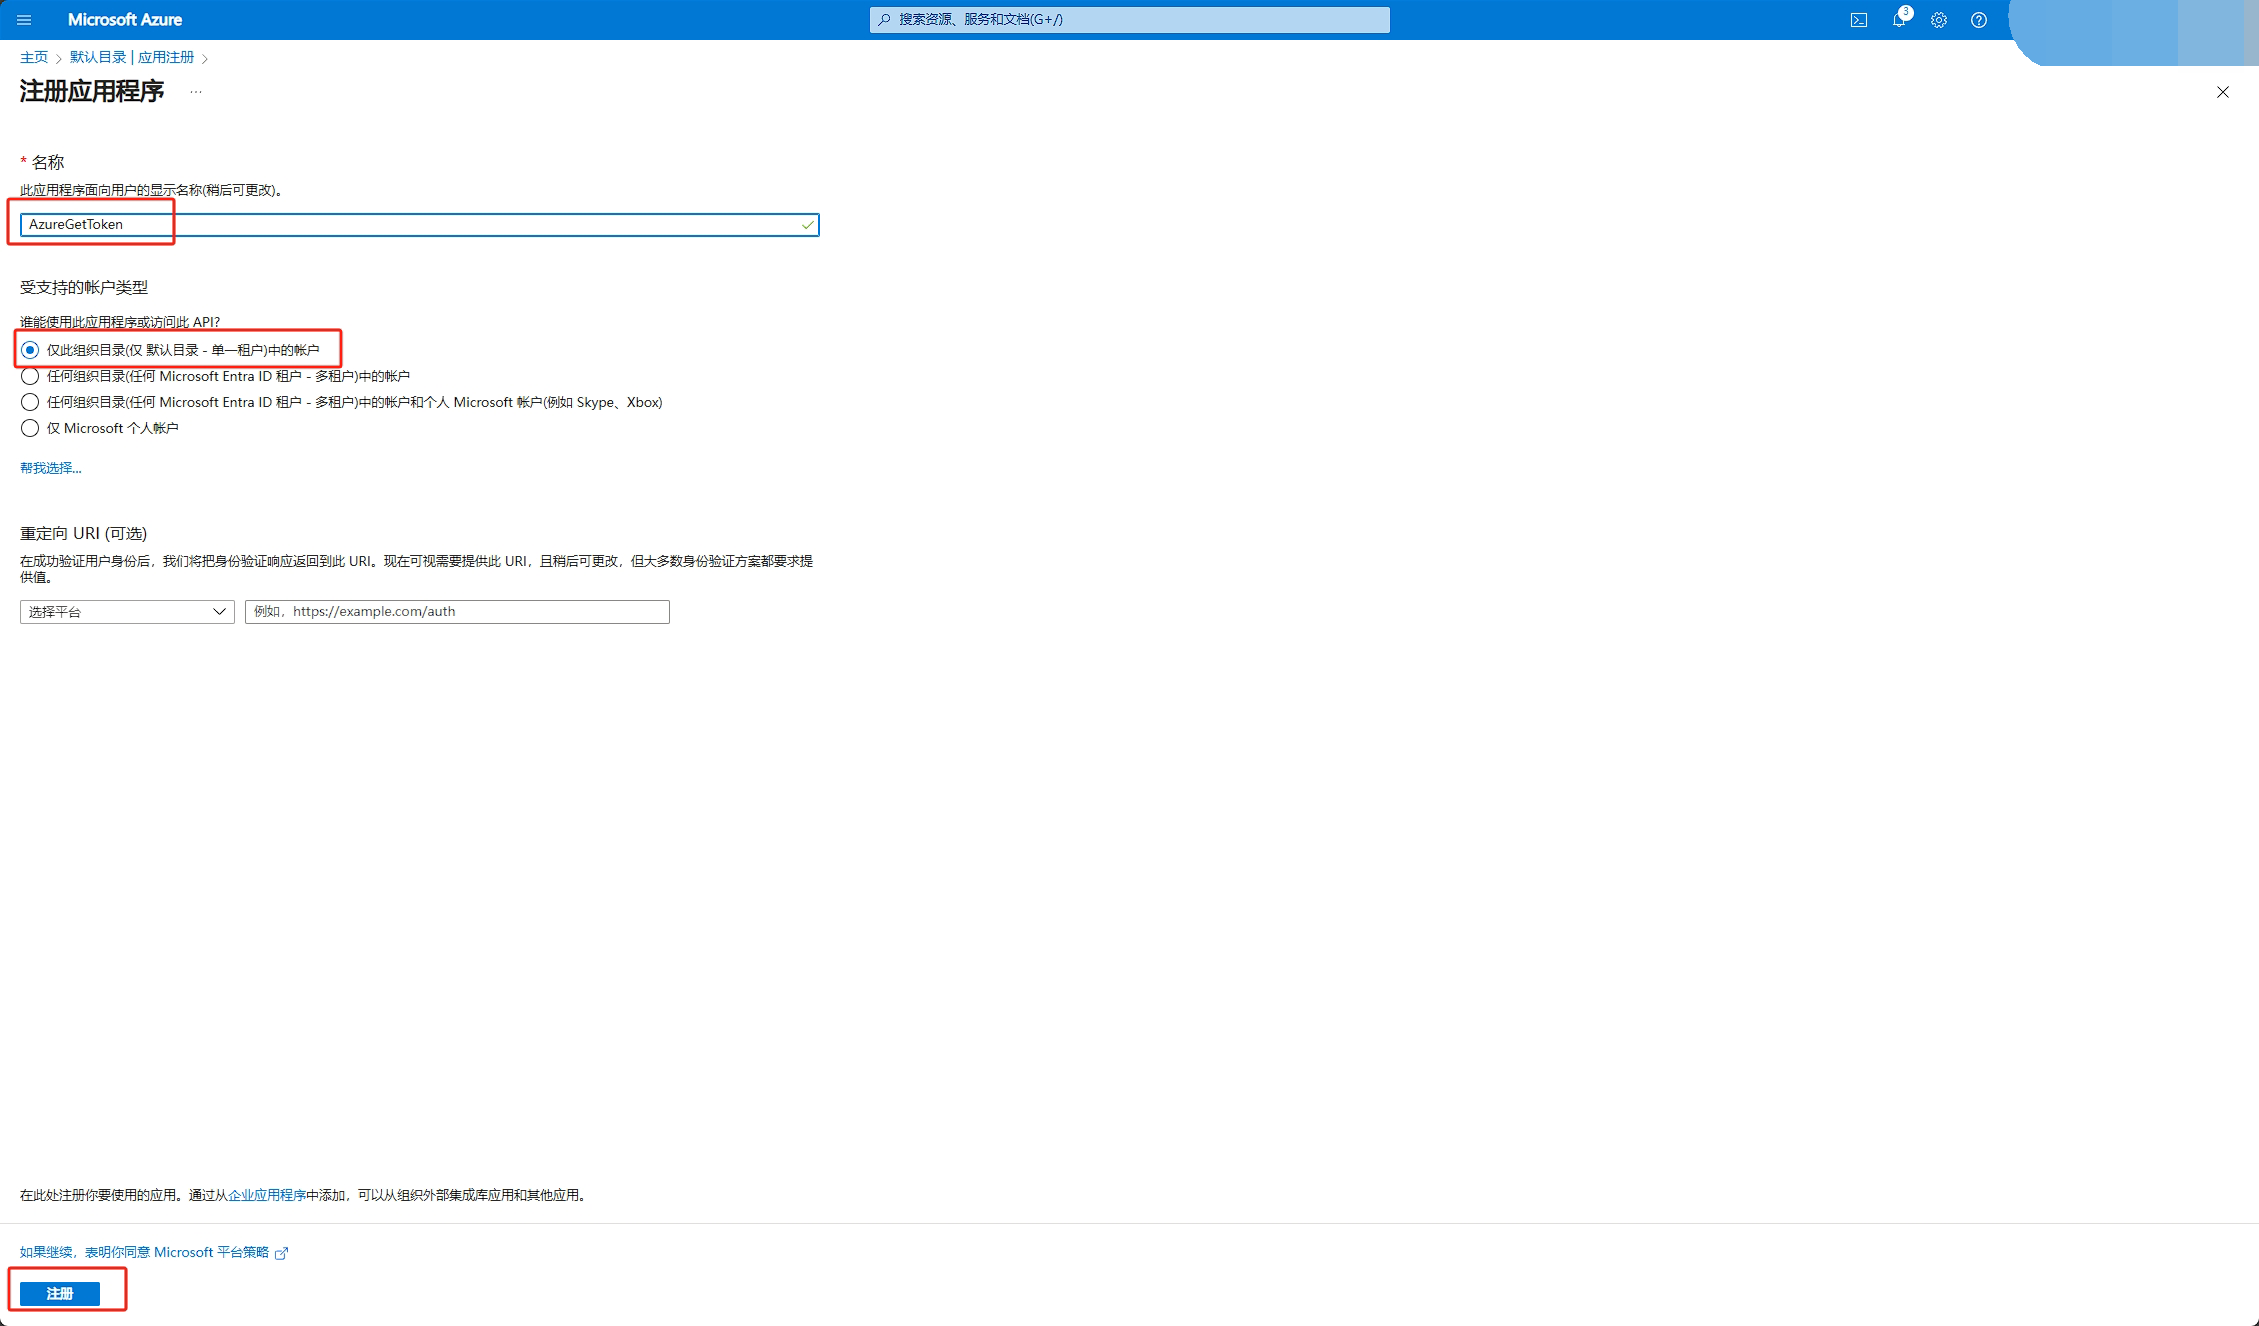 Microsoft Azure
搜索资源、服务和文档(G+/)
3
主页 > 默认目录 | 应用注册 >
注册应用程序 ...
* 名称
此应用程序面向用户的显示名称(稍后可更改)。
AzureGetToken
受支持的帐户类型
谁能使用此应用程序或访问此 API?
仅此组织目录(仅 默认目录 - 单一租户)中的帐户
任何组织目录(任何 Microsoft Entra ID 租户 - 多租户)中的帐户
任何组织目录(任何 Microsoft Entra ID 租户 - 多租户)中的帐户和个人 Microsoft 帐户(例如 Skype、Xbox)
仅 Microsoft 个人帐户
帮我选择...
重定向 URI (可选)
在成功验证用户身份后，我们将把身份验证响应返回到此 URI。现在可视需要提供此 URI，且稍后可更改，但大多数身份验证方案都要求提
供值。
选择平台 例如，https://example.com/auth
在此处注册你要使用的应用。通过从企业应用程序中添加，可以从组织外部集成库应用和其他应用。
如果继续，表明你同意 Microsoft 平台策略
注册